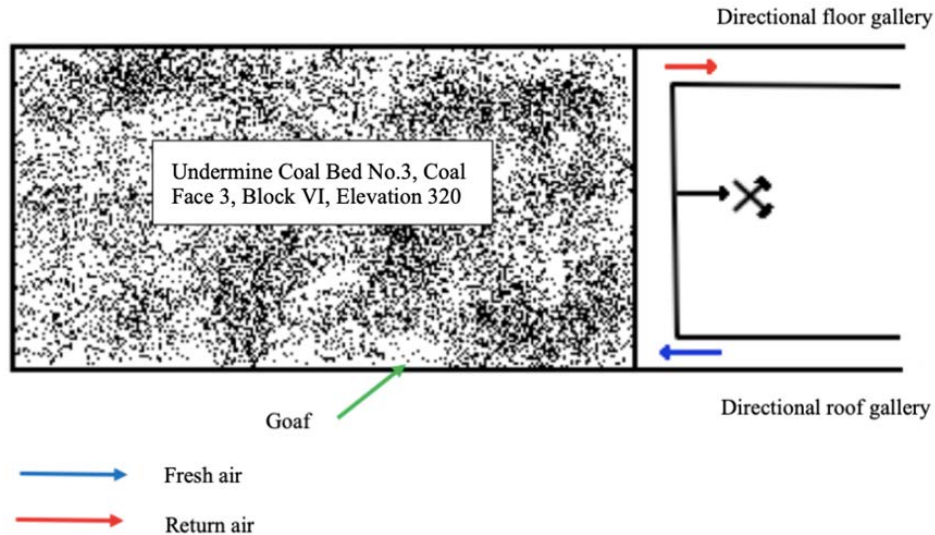 Directional floor gallery
Undermine Coal Bed No.3, Coal
Face 3, Block VI, Elevation 320
Directional roof gallery
Goaf
Fresh air
Return air